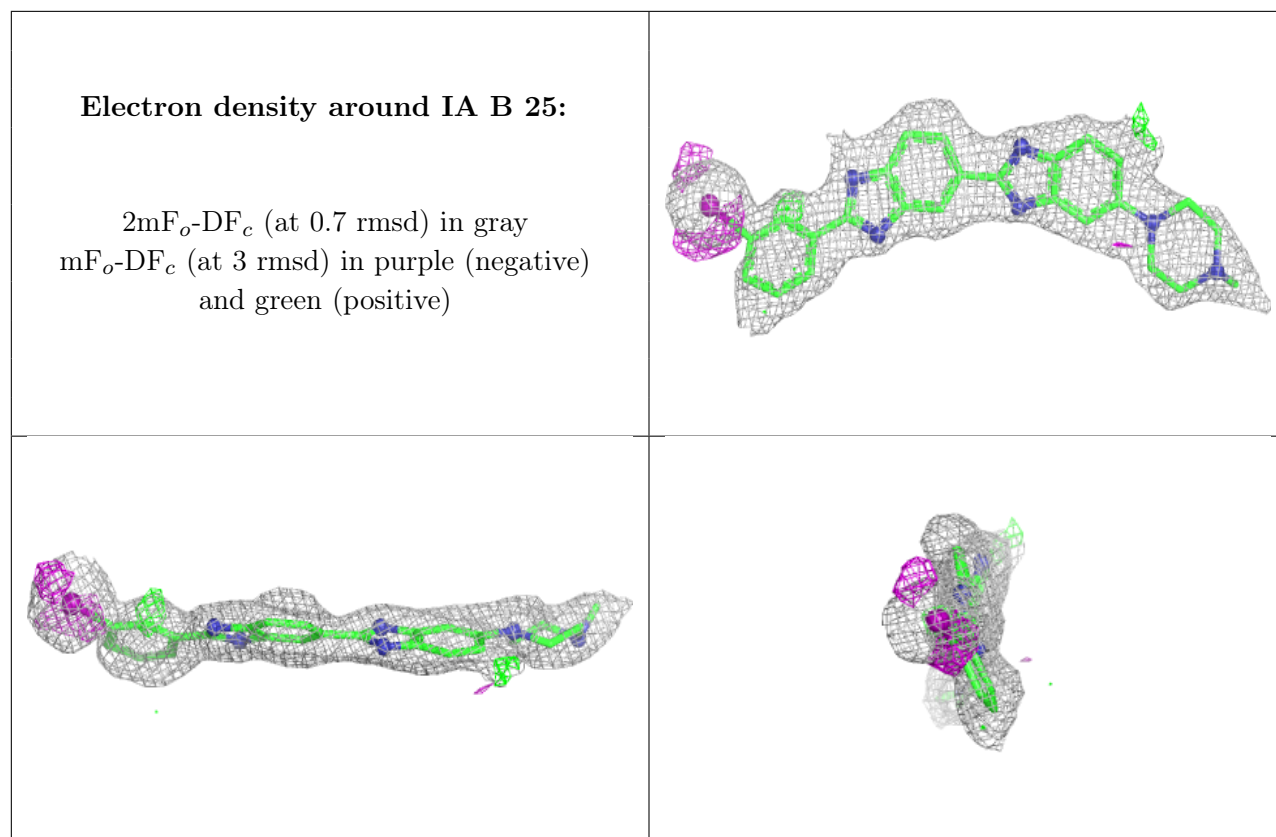 Electron density around IA B 25:
2mFₒ-DF𝑐 (at 0.7 rmsd) in gray
mFₒ-DF𝑐 (at 3 rmsd) in purple (negative)
and green (positive)